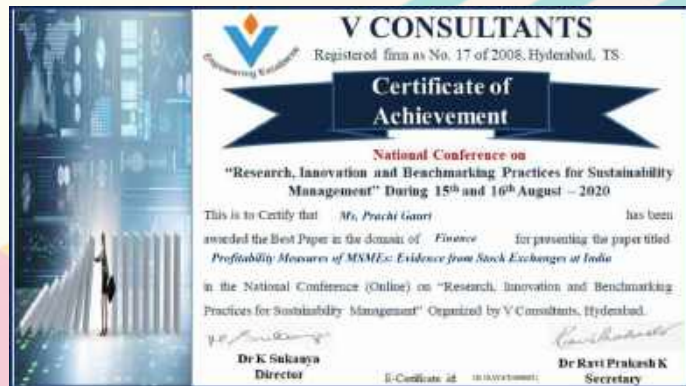 V CONSULTANTS
Registered firm as No. 17 of 2008, Hyderabad, TS
Empowering Excellence
Certificate of
Achievement
National Conference on
"Research, Innovation and Benchmarking Practices for Sustainability
Management" During 15th and 16th August – 2020
This is to Certify that Ms. Prachi Gauri has been
awarded the Best Paper in the domain of Finance for presenting the paper titled
Profitability Measures of MSMEs: Evidence from Stock Exchanges at India
in the National Conference (Online) on "Research, Innovation and Benchmarking
Practices for Sustainability Management" Organized by V Consultants, Hyderabad.
Dr K Sukanya
Director
E-Certificate id
Dr Ravi Prakash K
Secretary